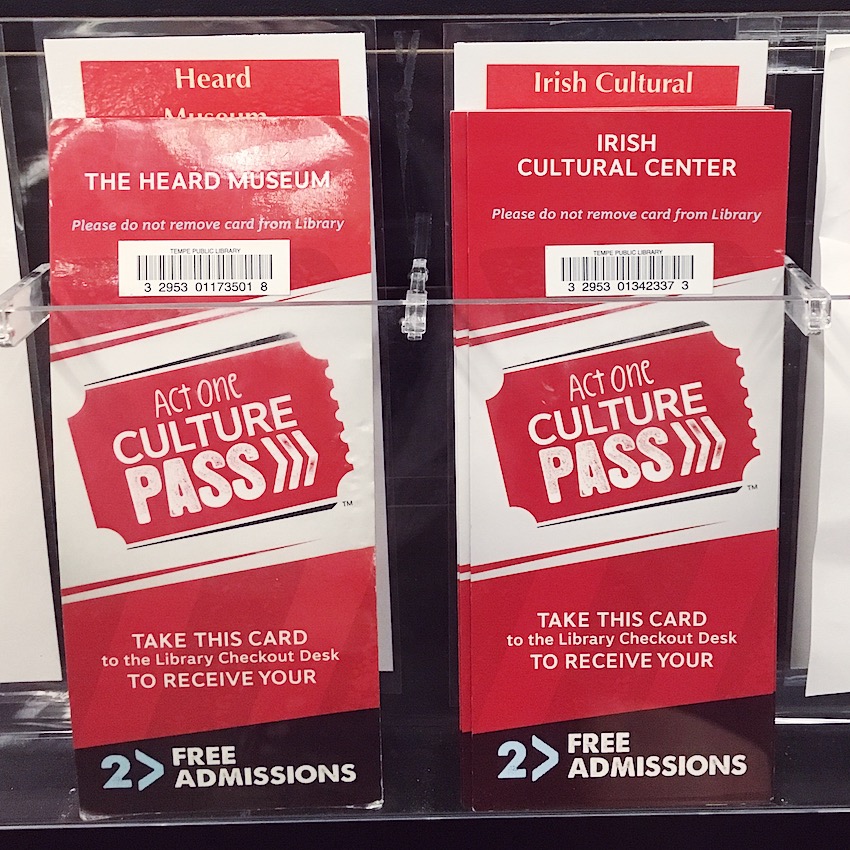 Heard
Museum
THE HEARD MUSEUM
Please do not remove card from Library
TEMPE PUBLIC LIBRARY
3 2953 01173501 8
ACT ONE
CULTURE
PASS
TM
TAKE THIS CARD
to the Library Checkout Desk
TO RECEIVE YOUR
2> FREE
ADMISSIONS
Irish Cultural
IRISH
CULTURAL CENTER
Please do not remove card from Library
TEMPE PUBLIC LIBRARY
3 2953 01342337 3
ACT ONE
CULTURE
PASS
TM
TAKE THIS CARD
to the Library Checkout Desk
TO RECEIVE YOUR
2> FREE
ADMISSIONS